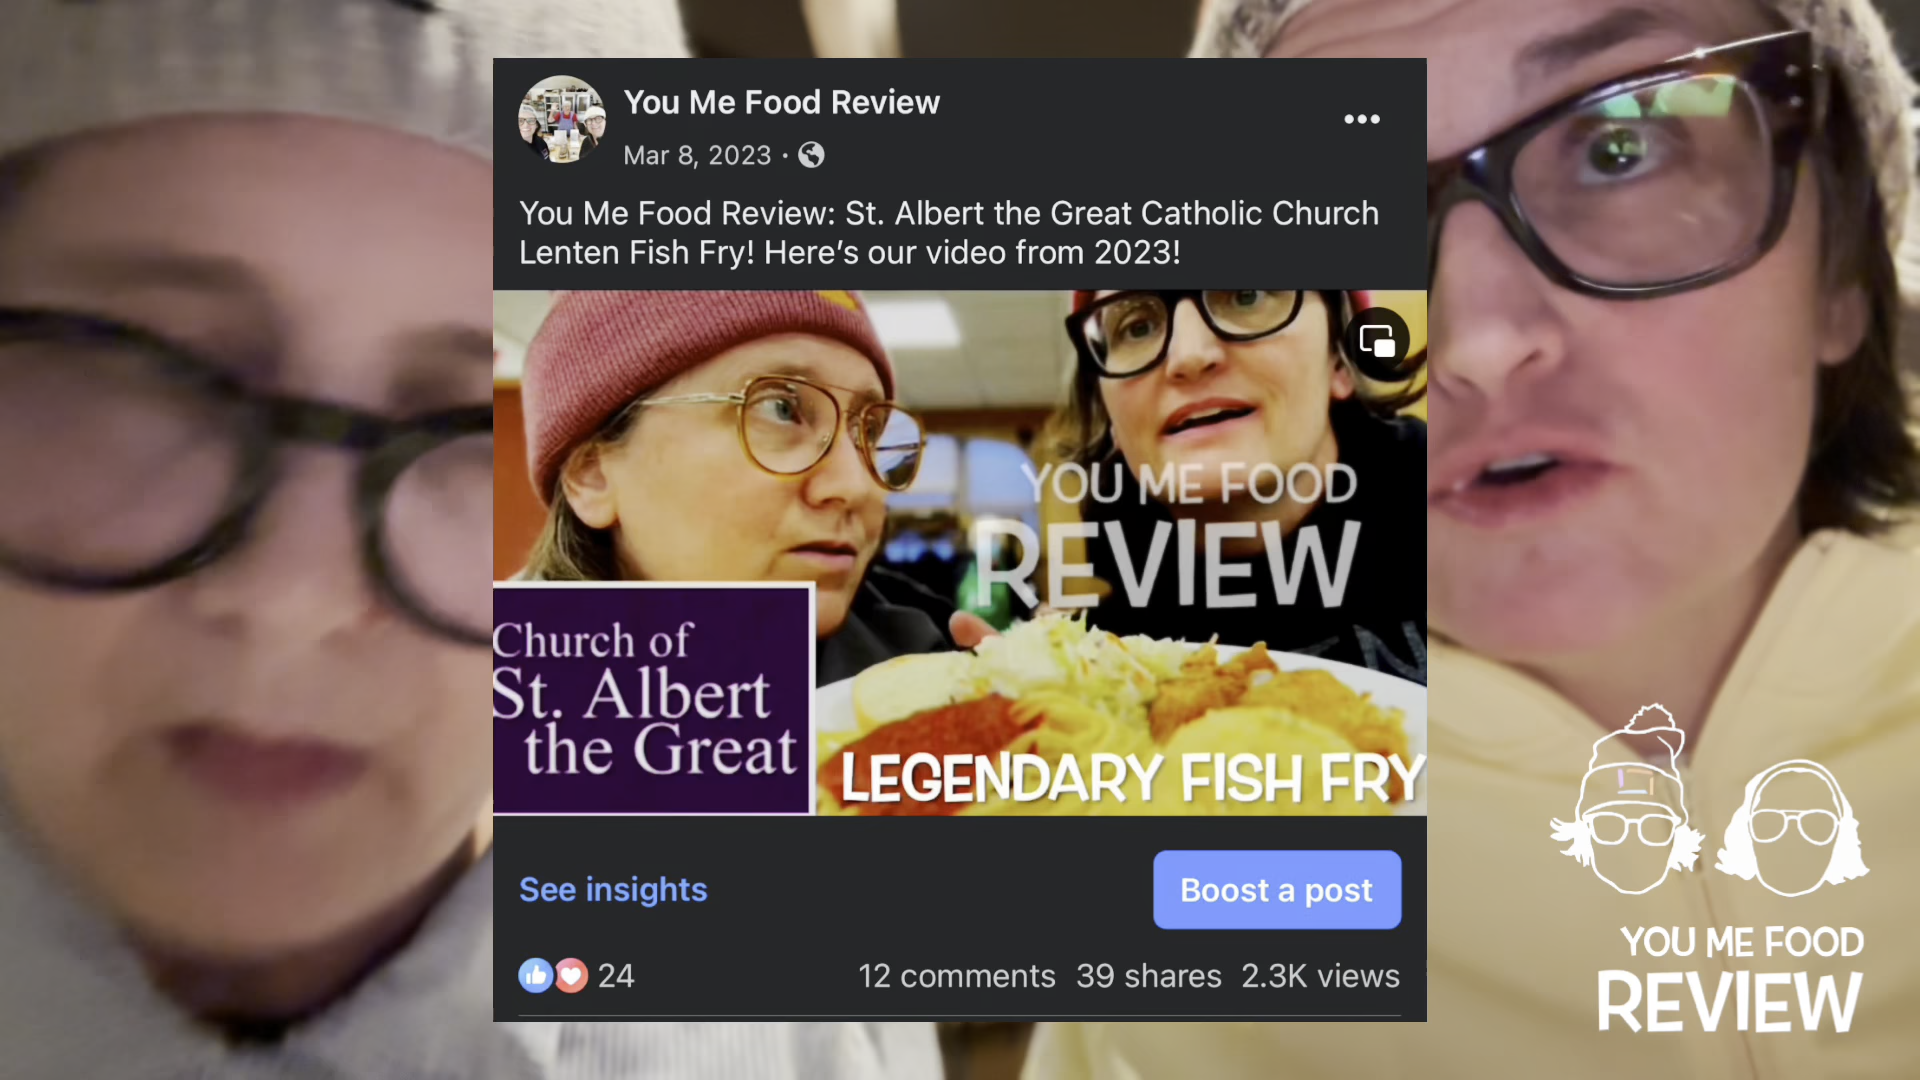 You Me Food Review
Mar 8, 2023 ·
You Me Food Review: St. Albert the Great Catholic Church
Lenten Fish Fry! Here’s our video from 2023!
YOU ME FOOD
REVIEW
Church of
St. Albert
the Great
LEGENDARY FISH FRY
See insights
Boost a post
24
12 comments 39 shares 2.3K views
YOU ME FOOD
REVIEW